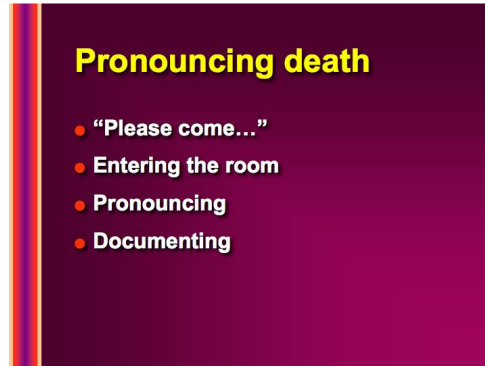 Pronouncing death
“Please come…”
Entering the room
Pronouncing
Documenting